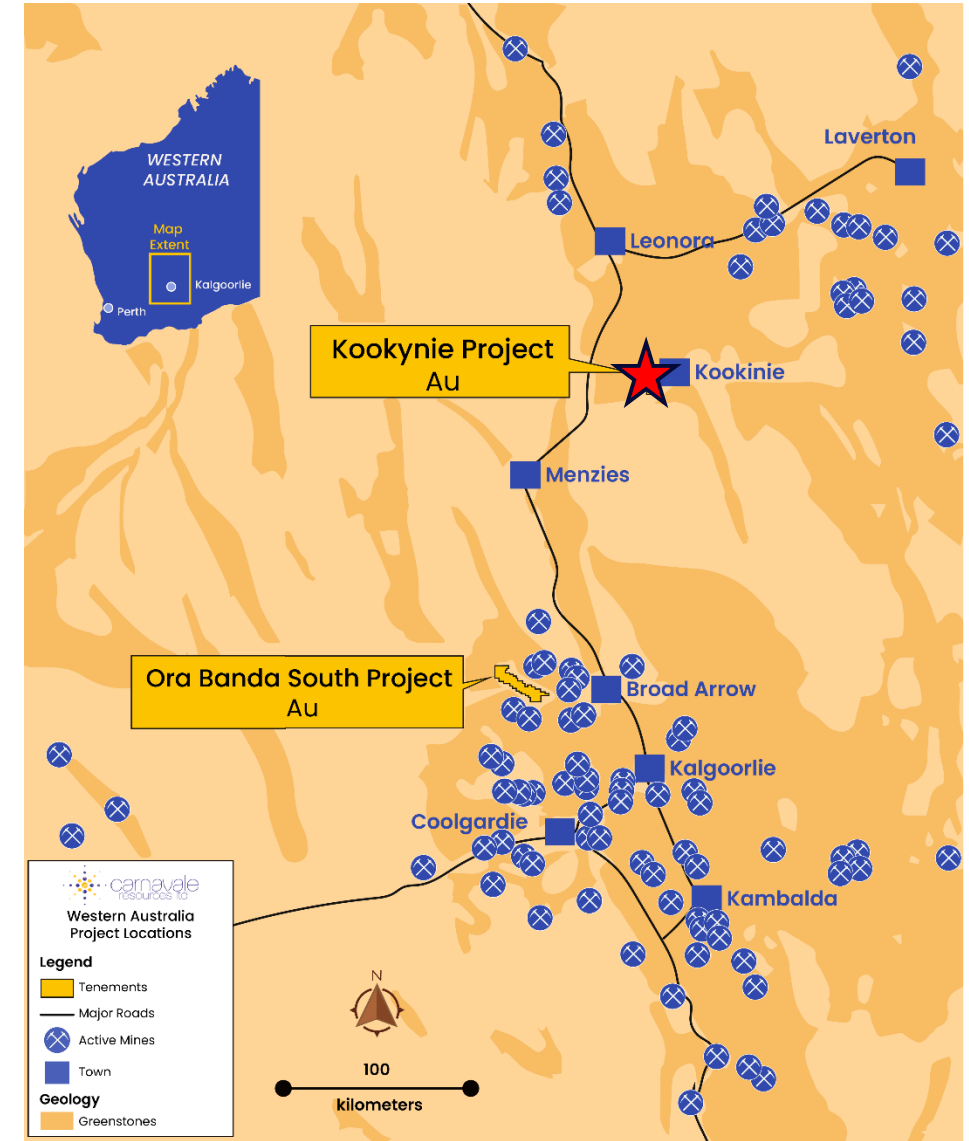 WESTERN
AUSTRALIA
Map
Extent
Kalgoorlie
Perth
Laverton
Leonora
Kookynie Project
Au
Kookinie
Menzies
Ora Banda South Project
Au
Broad Arrow
Kalgoorlie
Coolgardie
Kambalda
carnavale
resources ltd
Western Australia
Project Locations
Legend
Tenements
Major Roads
Active Mines
Town
Geology
Greenstones
N
100
kilometers